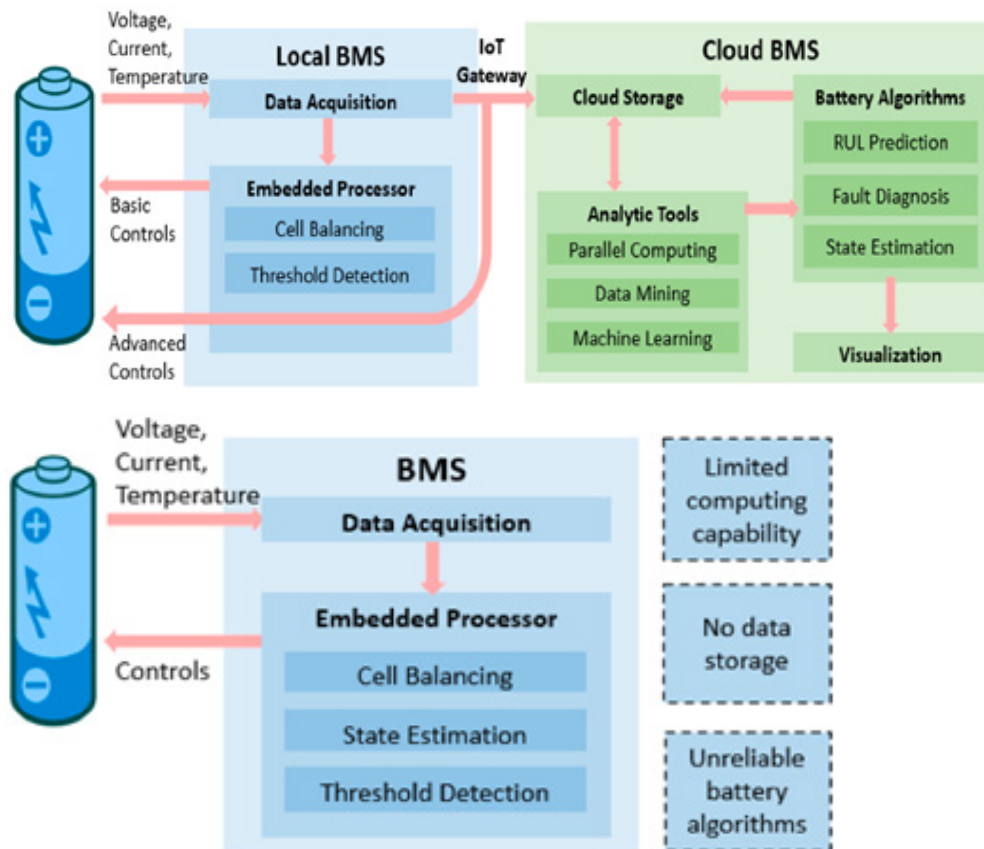 Voltage,
Current,
Temperature
Local BMS
Data Acquisition
Embedded Processor
Cell Balancing
Threshold Detection
Basic
Controls
Advanced
Controls
IoT
Gateway
Cloud BMS
Cloud Storage
Analytic Tools
Parallel Computing
Data Mining
Machine Learning
Battery Algorithms
RUL Prediction
Fault Diagnosis
State Estimation
Visualization
Voltage,
Current,
Temperature
BMS
Data Acquisition
Embedded Processor
Cell Balancing
State Estimation
Threshold Detection
Controls
Limited
computing
capability
No data
storage
Unreliable
battery
algorithms